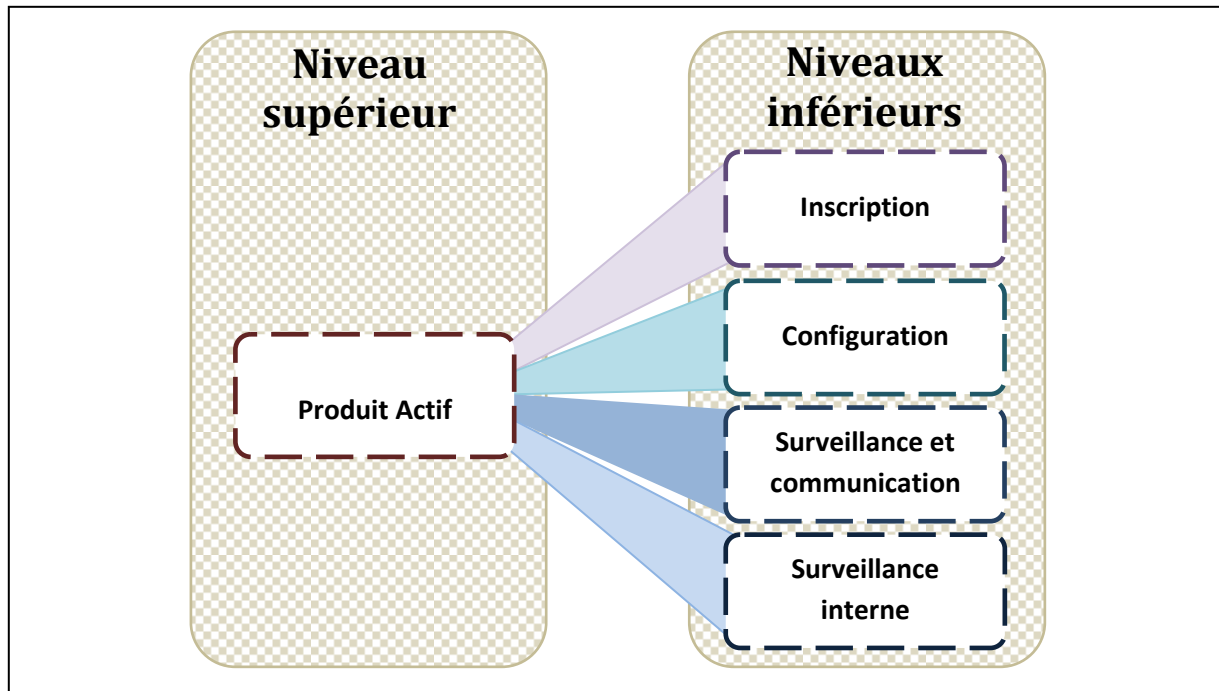 Niveau
supérieur
Produit Actif
Niveaux
inférieurs
Inscription
Configuration
Surveillance et
communication
Surveillance
interne